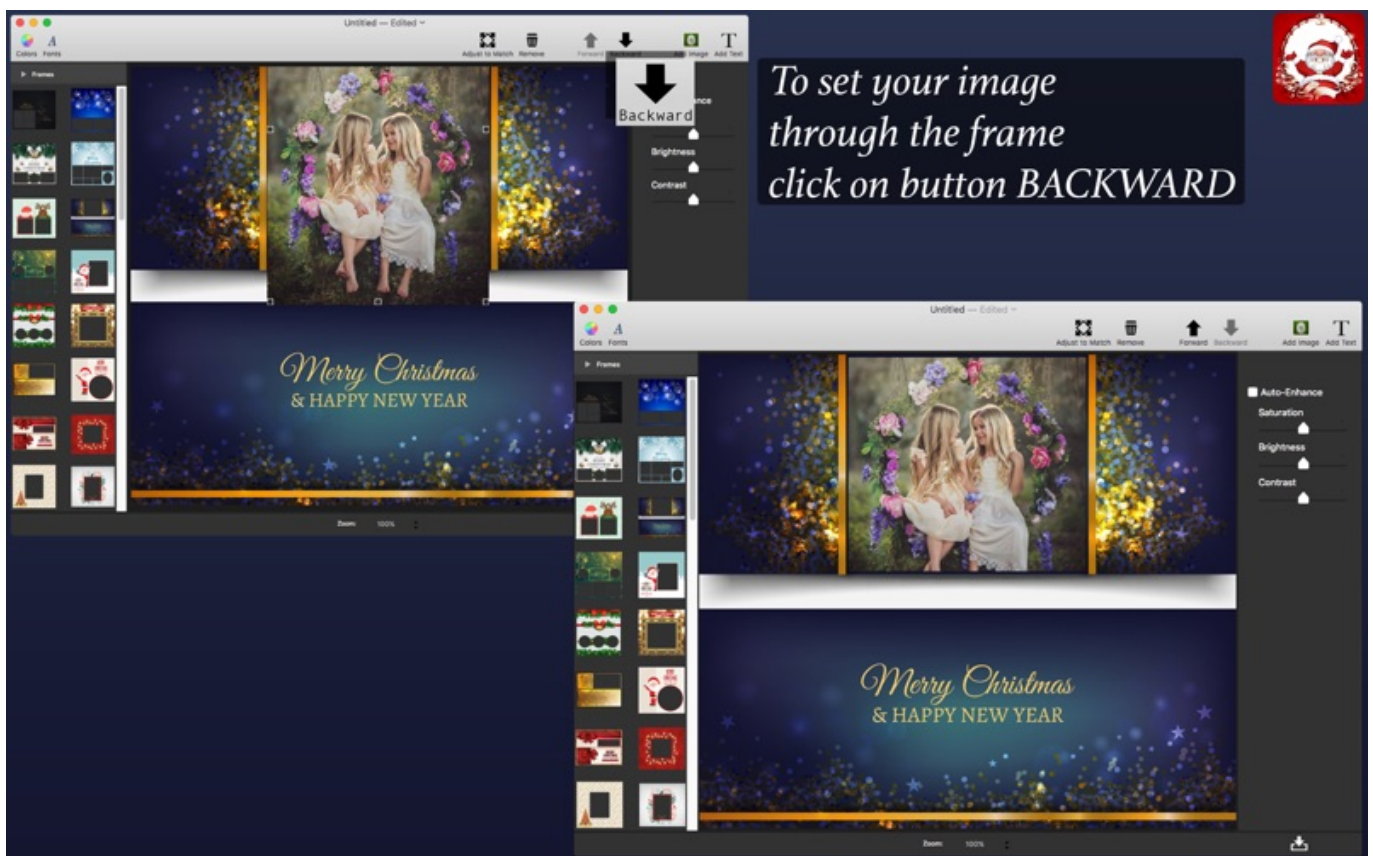 Untitled — Edited
Colors Fonts
Adjust to Match Remove
Forward Backward
Add Image Add Text
Frames
Backward
Brightness
Contrast
Merry Christmas
& HAPPY NEW YEAR
Zoom: 100%
To set your image
through the frame
click on button BACKWARD
Untitled — Edited
Colors Fonts
Adjust to Match Remove
Forward Backward
Add Image Add Text
Frames
Auto-Enhance
Saturation
Brightness
Contrast
Merry Christmas
& HAPPY NEW YEAR
Zoom: 100%